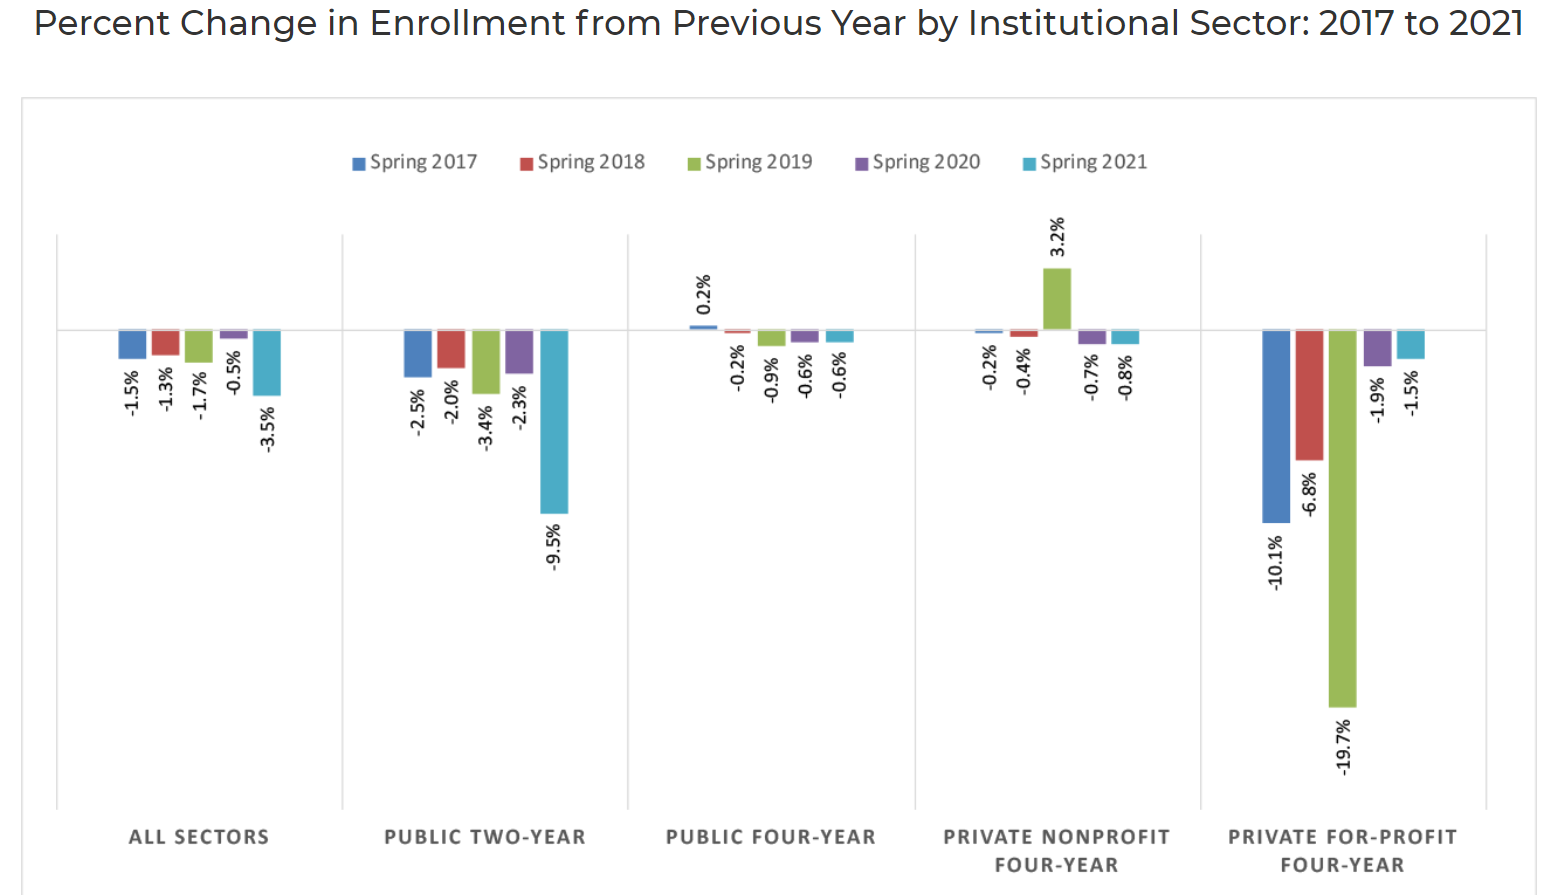 Percent Change in Enrollment from Previous Year by Institutional Sector: 2017 to 2021
Spring 2017 Spring 2018 Spring 2019 Spring 2020 Spring 2021
-1.5% -1.3% -1.7% -0.5% -3.5%
-2.5% -2.0% -3.4% -2.3% -9.5%
0.2% -0.2% -0.9% -0.6% -0.6%
-0.2% -0.4% 3.2% -0.7% -0.8%
-10.1% -6.8% -19.7% -1.9% -1.5%
ALL SECTORS
PUBLIC TWO-YEAR
PUBLIC FOUR-YEAR
PRIVATE NONPROFIT
FOUR-YEAR
PRIVATE FOR-PROFIT
FOUR-YEAR